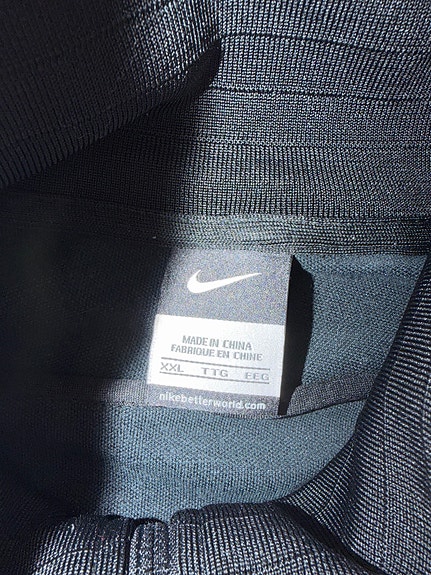 MADE IN CHINA
FABRIQUE EN CHINE
XXL TTG EEG
nikebetterworld.com